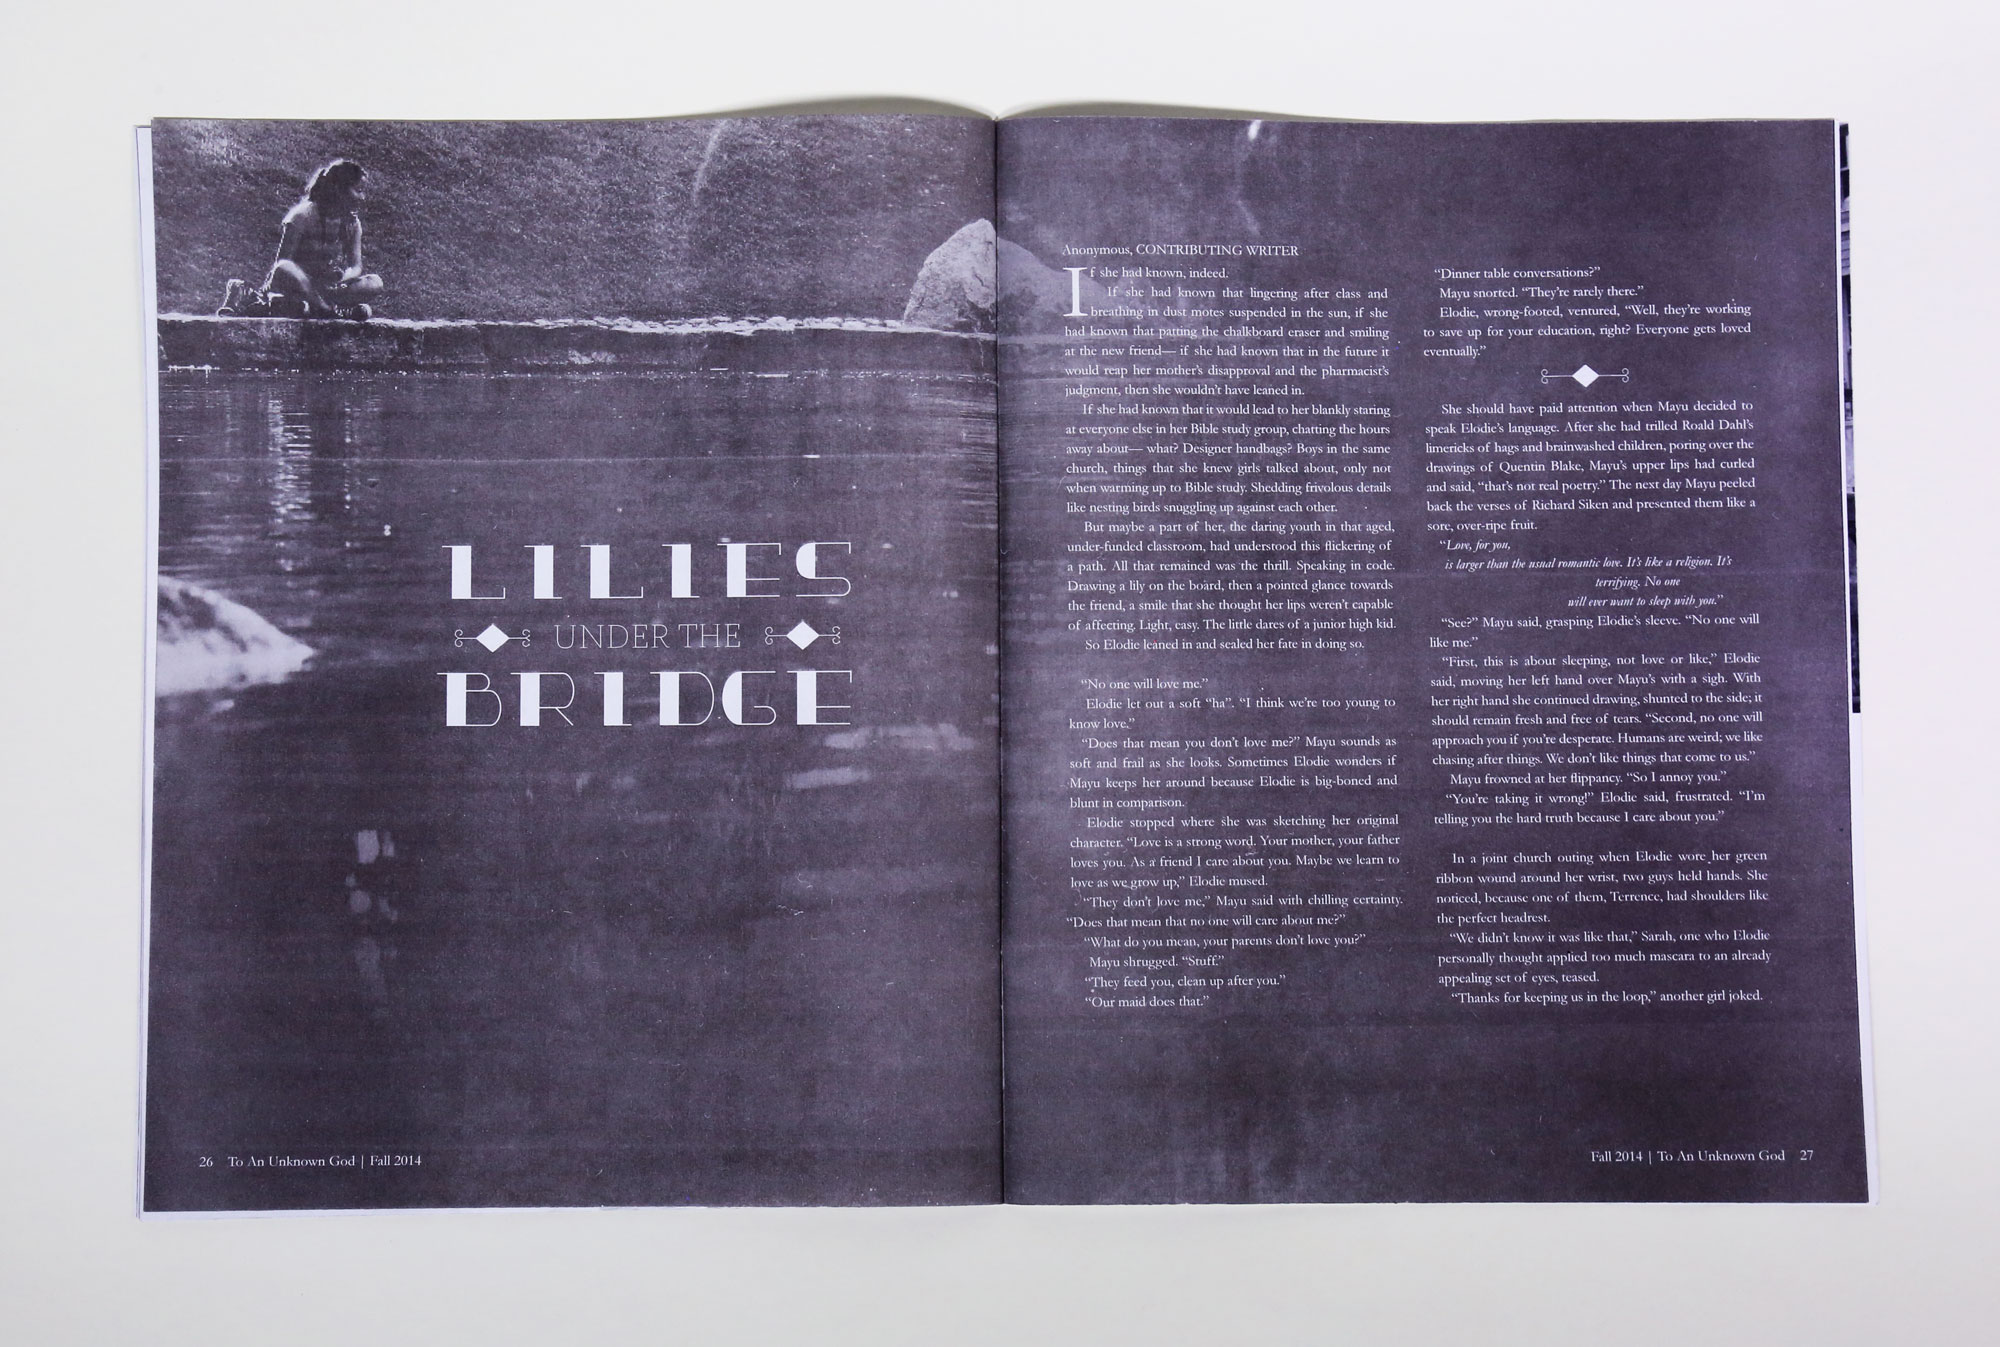 LILIES
UNDER THE
BRIDGE
26 To An Unknown God | Fall 2014
Anonymous, CONTRIBUTING WRITER
If she had known, indeed.
If she had known that lingering after class and
breathing in dust motes suspended in the sun, if she
had known that patting the chalkboard eraser and smiling
at the new friend— if she had known that in the future it
would reap her mother's disapproval and the pharmacist's
judgment, then she wouldn't have leaned in.
If she had known that it would lead to her blankly staring
at everyone else in her Bible study group, chatting the hours
away about— what? Designer handbags? Boys in the same
church, things that she knew girls talked about, only not
when warming up to Bible study. Shedding frivolous details
like nesting birds snuggling up against each other.
But maybe a part of her, the daring youth in that aged,
under-funded classroom, had understood this flickering of
a path. All that remained was the thrill. Speaking in code.
Drawing a lily on the board, then a pointed glance towards
the friend, a smile that she thought her lips weren't capable
of affecting. Light, easy. The little dares of a junior high kid.
So Elodie leaned in and sealed her fate in doing so.
“No one will love me.”
Elodie let out a soft “ha”. “I think we're too young to
know love.”
“Does that mean you don't love me?” Mayu sounds as
soft and frail as she looks. Sometimes Elodie wonders if
Mayu keeps her around because Elodie is big-boned and
blunt in comparison.
Elodie stopped where she was sketching her original
character. “Love is a strong word. Your mother, your father
loves you. As a friend I care about you. Maybe we learn to
love as we grow up,” Elodie mused.
“They don't love me,” Mayu said with chilling certainty.
“Does that mean that no one will care about me?”
“What do you mean, your parents don't love you?”
Mayu shrugged. “Stuff.”
“They feed you, clean up after you.”
“Our maid does that.”
“Dinner table conversations?”
Mayu snorted. “They're rarely there.”
Elodie, wrong-footed, ventured, “Well, they're working
to save up for your education, right? Everyone gets loved
eventually.”
She should have paid attention when Mayu decided to
speak Elodie's language. After she had trilled Roald Dahl's
limericks of hags and brainwashed children, poring over the
drawings of Quentin Blake, Mayu's upper lips had curled
and said, “that's not real poetry.” The next day Mayu peeled
back the verses of Richard Siken and presented them like a
sore, over-ripe fruit.
“Love, for you,
is larger than the usual romantic love. It's like a religion. It's
terrifying. No one
will ever want to sleep with you.”
“See?” Mayu said, grasping Elodie's sleeve. “No one will
like me.”
“First, this is about sleeping, not love or like,” Elodie
said, moving her left hand over Mayu's with a sigh. With
her right hand she continued drawing, shunted to the side; it
should remain fresh and free of tears. “Second, no one will
approach you if you're desperate. Humans are weird; we like
chasing after things. We don't like things that come to us.”
Mayu frowned at her flippancy. “So I annoy you.”
“You're taking it wrong!” Elodie said, frustrated. “I'm
telling you the hard truth because I care about you.”
In a joint church outing when Elodie wore her green
ribbon wound around her wrist, two guys held hands. She
noticed, because one of them, Terrence, had shoulders like
the perfect headrest.
“We didn't know it was like that,” Sarah, one who Elodie
personally thought applied too much mascara to an already
appealing set of eyes, teased.
“Thanks for keeping us in the loop,” another girl joked.
Fall 2014 | To An Unknown God 27